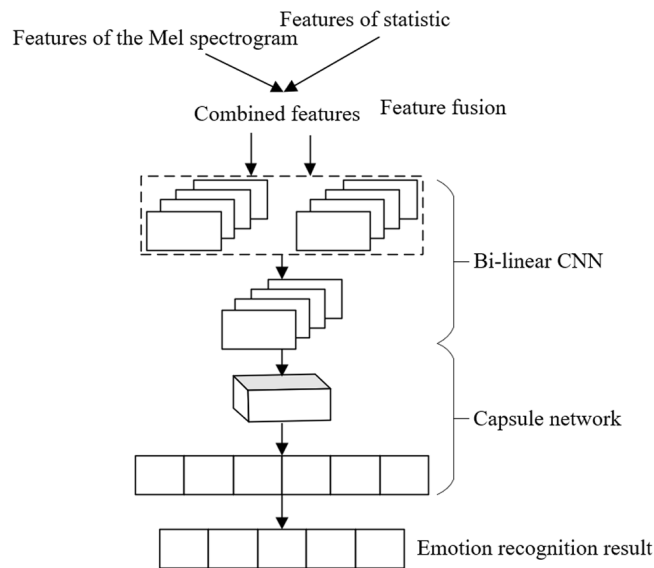 Features of statistic
Features of the Mel spectrogram
Combined features
Feature fusion
Bi-linear CNN
Capsule network
Emotion recognition result